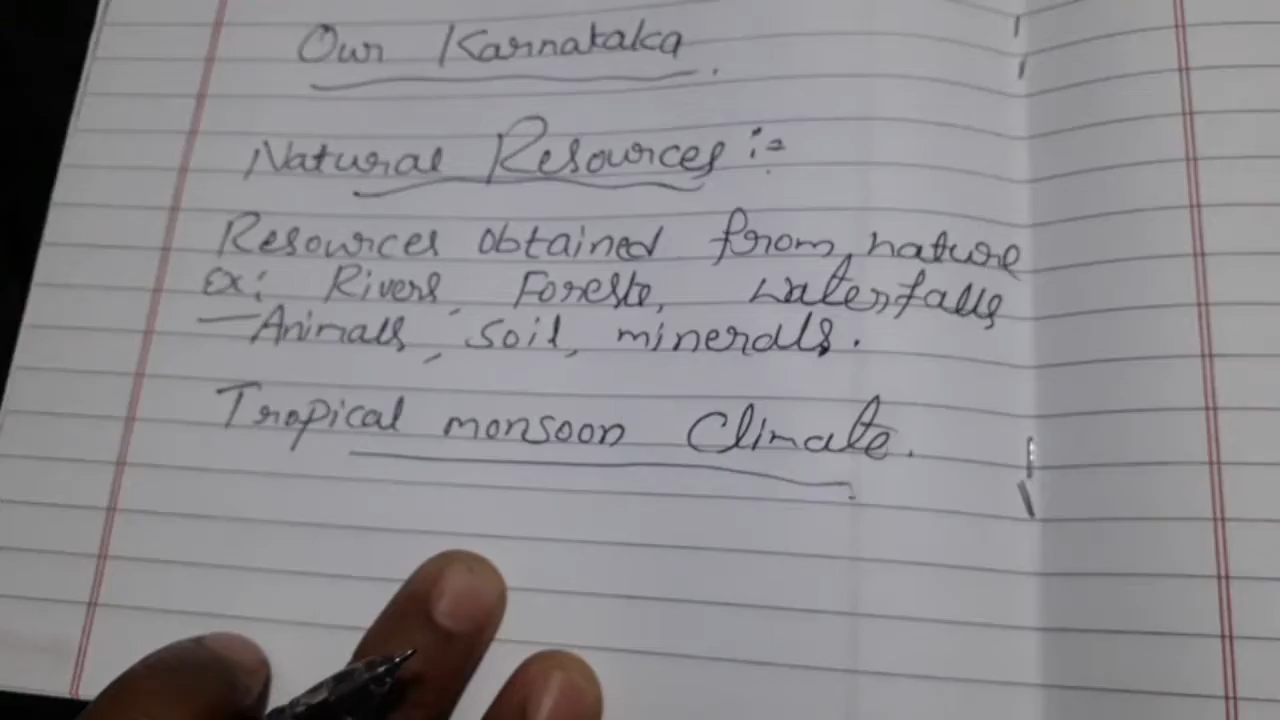 Our Karnataka.
Natural Resources :-
Resources obtained from nature
Ex: Rivers, Forests, Waterfalls
Animals, Soil, minerals.
Tropical monsoon Climate.